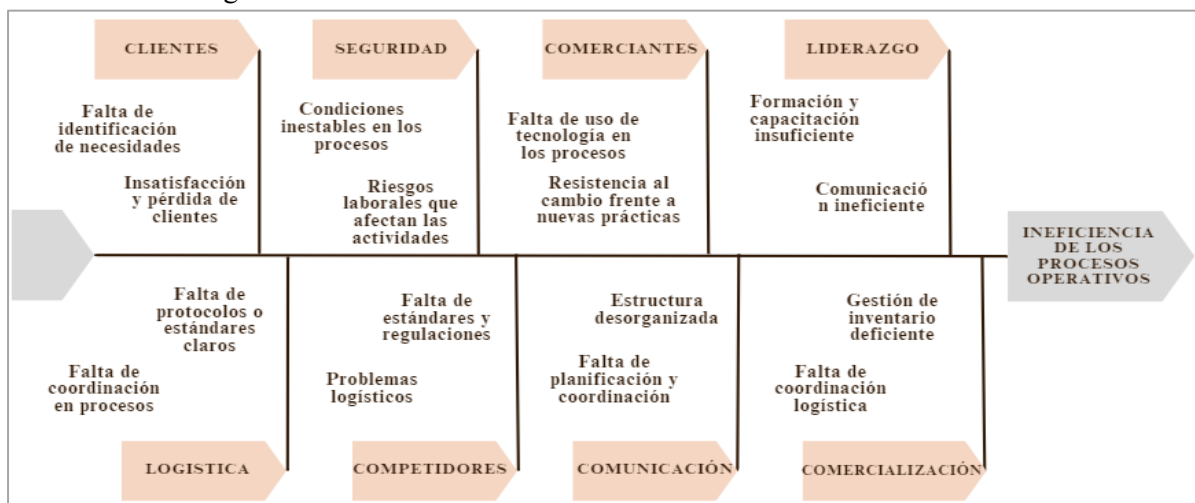 CLIENTES
SEGURIDAD
COMERCIANTES
LIDERAZGO
Falta de
identificación
de necesidades
Insatisfacción
y pérdida de
clientes
Condiciones
inestables en los
procesos
Riesgos
laborales que
afectan las
actividades
Falta de uso de
tecnología en
los procesos
Resistencia al
cambio frente a
nuevas prácticas
Formación y
capacitación
insuficiente
Comunicació
n ineficiente
INEFICIENCIA
DE LOS
PROCESOS
OPERATIVOS
Falta de
protocolos o
estándares
claros
Falta de
coordinación
en procesos
Falta de
estándares y
regulaciones
Problemas
logísticos
Estructura
desorganizada
Falta de
planificación y
coordinación
Gestión de
inventario
deficiente
Falta de
coordinación
logística
LOGISTICA
COMPETIDORES
COMUNICACIÓN
COMERCIALIZACIÓN